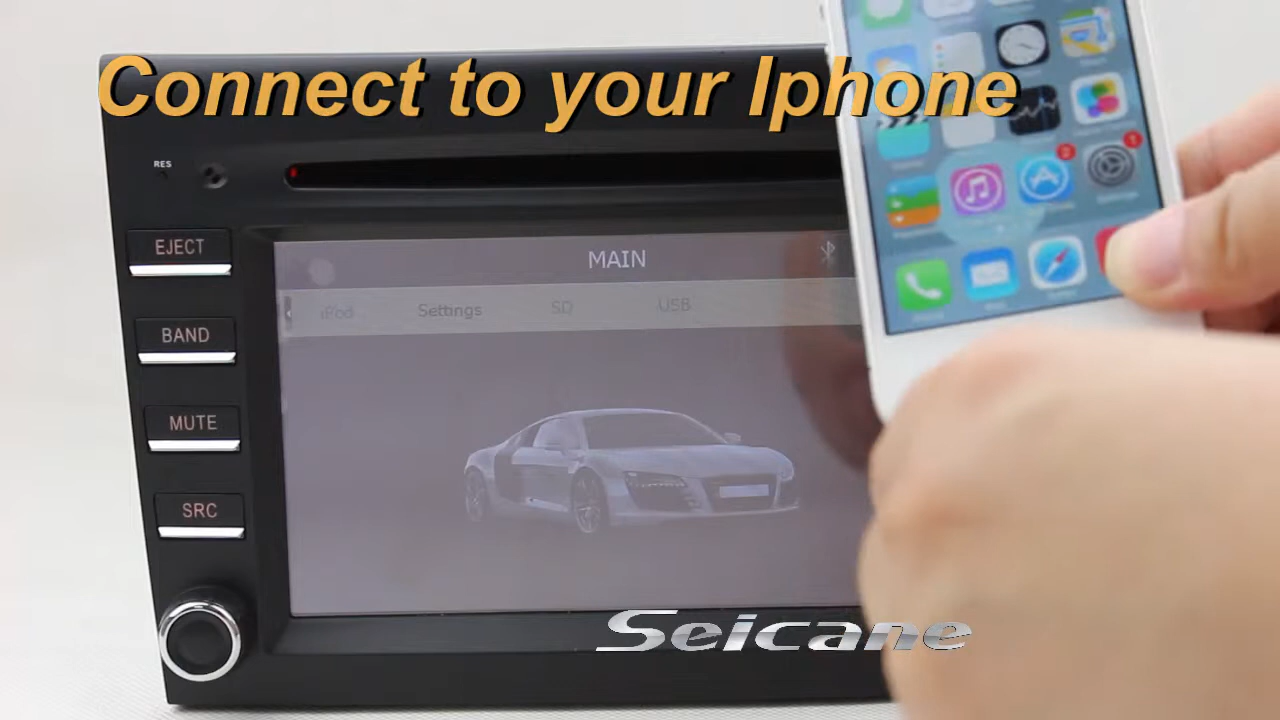 Connect to your Iphone
RES
EJECT
MAIN
iPod Settings SD USB
BAND
MUTE
SRC
Seicane